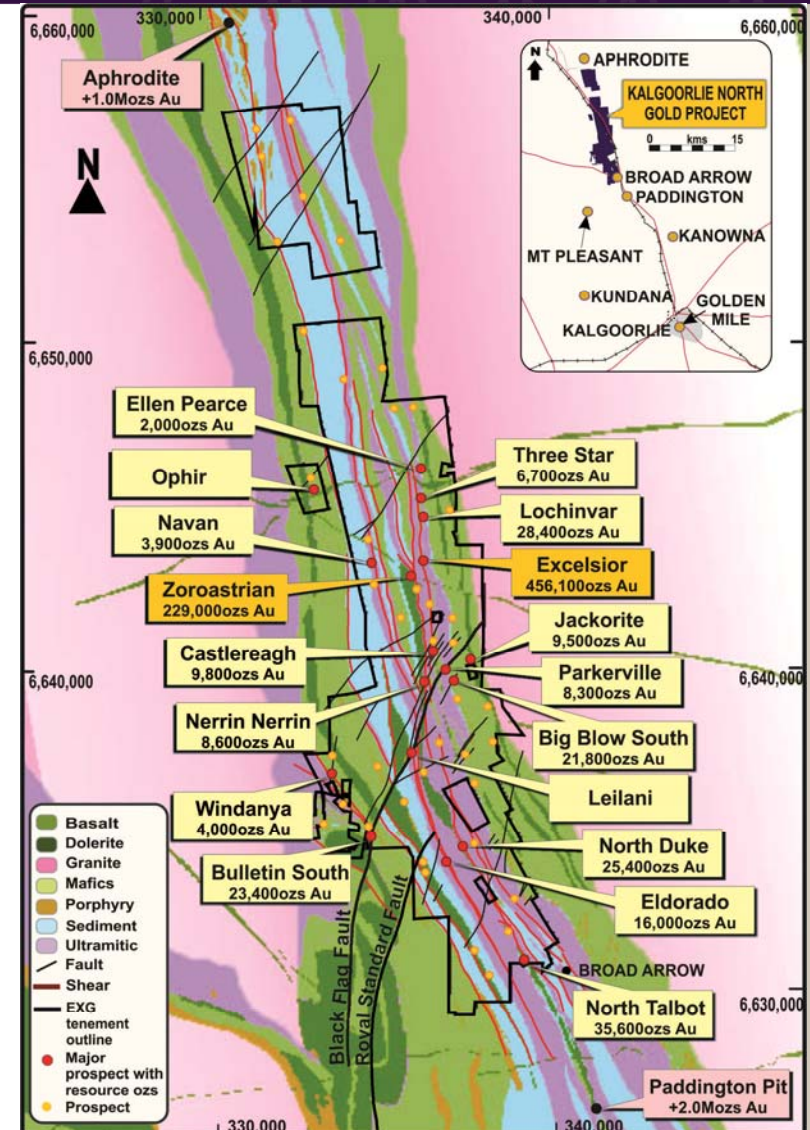 330,000
340,000
6,660,000
6,660,000
Aphrodite
+1.0Mozs Au
N
N
APHRODITE
KALGOORLIE NORTH
GOLD PROJECT
0 kms 15
BROAD ARROW
PADDINGTON
KANOWNA
MT PLEASANT
KUNDANA
GOLDEN
MILE
KALGOORLIE
6,650,000
Ellen Pearce
2,000ozs Au
Three Star
6,700ozs Au
Ophir
Lochinvar
28,400ozs Au
Navan
3,900ozs Au
Excelsior
456,100ozs Au
Zoroastrian
229,000ozs Au
Jackorite
9,500ozs Au
Castlereagh
9,800ozs Au
Parkerville
8,300ozs Au
6,640,000
6,640,000
Nerrin Nerrin
8,600ozs Au
Big Blow South
21,800ozs Au
Leilani
Windanya
4,000ozs Au
North Duke
25,400ozs Au
Bulletin South
23,400ozs Au
Eldorado
16,000ozs Au
Black Flag Fault
Royal Standard Fault
BROAD ARROW
6,630,000
North Talbot
35,600ozs Au
Paddington Pit
+2.0Mozs Au
Basalt
Dolerite
Granite
Mafics
Porphyry
Sediment
Ultramitic
Fault
Shear
EXG
tenement
outline
Major
prospect with
resource ozs
Prospect
330,000
340,000